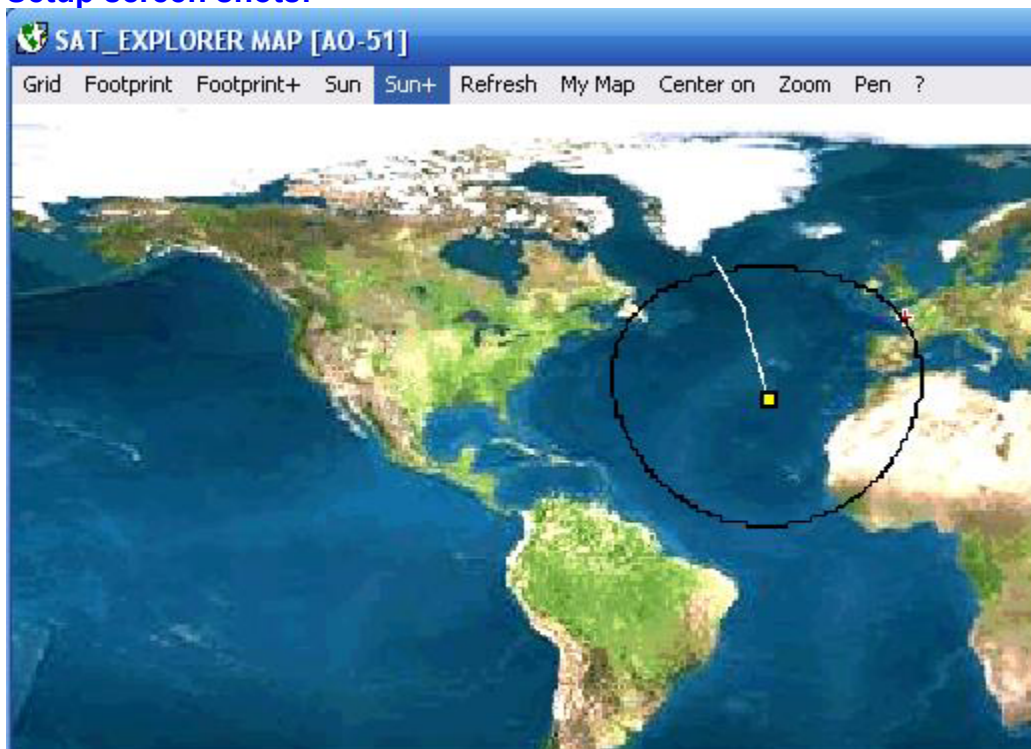 Setup screen shots:
SAT_EXPLORER MAP [AO-51]
Grid Footprint Footprint+ Sun Sun+ Refresh My Map Center on Zoom Pen ?